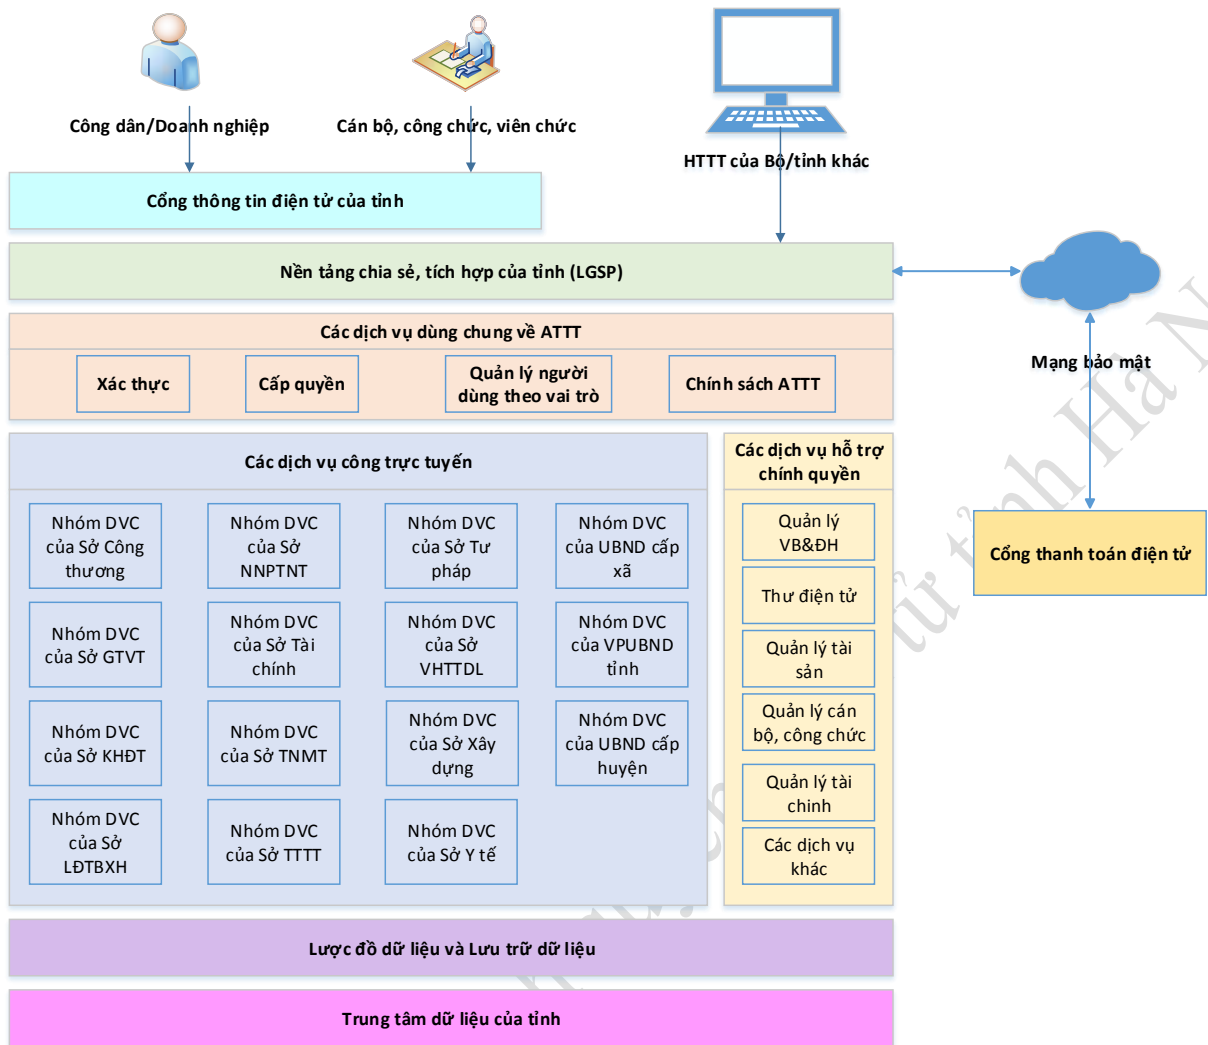 Công dân/Doanh nghiệp
Cán bộ, công chức, viên chức
HTTT của Bộ/tỉnh khác
Cổng thông tin điện tử của tỉnh
Nền tảng chia sẻ, tích hợp của tỉnh (LGSP)
Mạng bảo mật
Các dịch vụ dùng chung về ATTT
Xác thực
Cấp quyền
Quản lý người
dùng theo vai trò
Chính sách ATTT
Các dịch vụ công trực tuyến
Nhóm DVC
của Sở Công
thương
Nhóm DVC
của Sở
NNPTNT
Nhóm DVC
của Sở Tư
pháp
Nhóm DVC
của UBND cấp
xã
Nhóm DVC
của Sở GTVT
Nhóm DVC
của Sở Tài
chính
Nhóm DVC
của Sở
VHTTDL
Nhóm DVC
của VPUBND
tỉnh
Nhóm DVC
của Sở KHĐT
Nhóm DVC
của Sở TNMT
Nhóm DVC
của Sở Xây
dựng
Nhóm DVC
của UBND cấp
huyện
Nhóm DVC
của Sở
LĐTBXH
Nhóm DVC
của Sở TTTT
Nhóm DVC
của Sở Y tế
Các dịch vụ hỗ trợ
chính quyền
Quản lý
VB&ĐH
Thư điện tử
Quản lý tài
sản
Quản lý cán
bộ, công chức
Quản lý tài
chinh
Các dịch vụ
khác
Cổng thanh toán điện tử
Lược đồ dữ liệu và Lưu trữ dữ liệu
Trung tâm dữ liệu của tỉnh
tử tỉnh Hà N